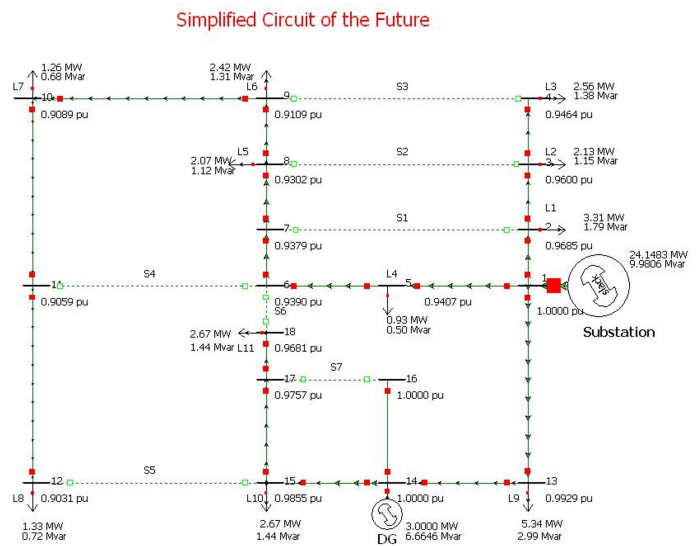 Simplified Circuit of the Future
1.26 MW
0.68 Mvar
L7
10
0.9089 pu
2.42 MW
1.31 Mvar
L6
9
0.9109 pu
S3
L3
4
2.56 MW
1.38 Mvar
0.9464 pu
L5
2.07 MW
1.12 Mvar
8
0.9302 pu
S2
L2
3
2.13 MW
1.15 Mvar
0.9600 pu
7
0.9379 pu
S1
L1
2
3.31 MW
1.79 Mvar
0.9685 pu
24.1483 MW
9.9806 MVAR
slack
Substation
1
1.0000 pu
0.9059 pu
S4
6
0.9390 pu
L4
5
0.9407 pu
0.93 MW
0.50 Mvar
S6
2.67 MW
1.44 Mvar
L11
18
0.9681 pu
17
0.9757 pu
S7
16
1.0000 pu
12
0.9031 pu
L8
1.33 MW
0.72 Mvar
S5
15
L10
0.9855 pu
2.67 MW
1.44 Mvar
14
1.0000 pu
DG
3.0000 MW
6.6646 MVAR
13
L9
0.9929 pu
5.34 MW
2.99 Mvar